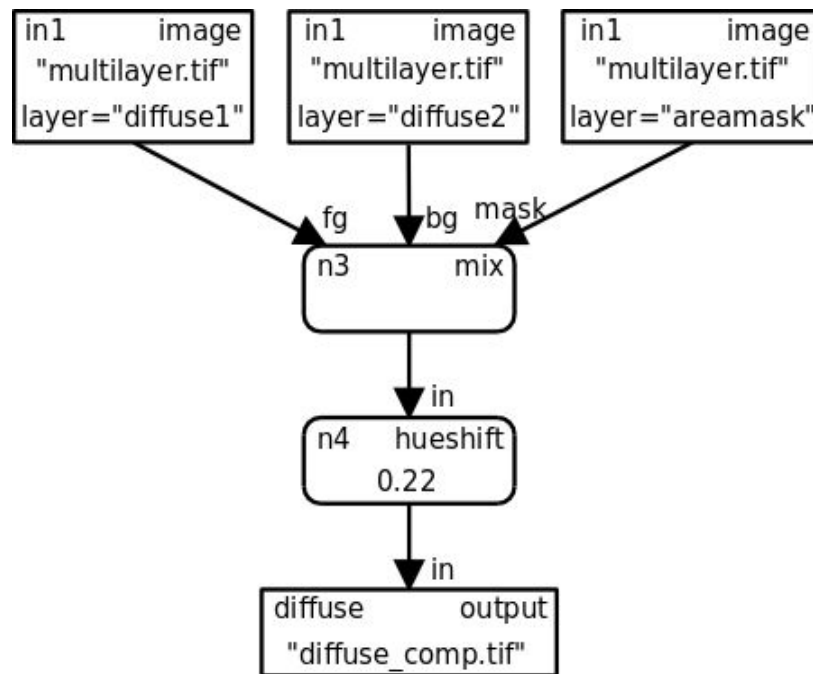 in1 image in1 image in1 image
"multilayer.tif" "multilayer.tif" "multilayer.tif"
layer="diffuse1" layer="diffuse2" layer="areamask"
fg bg mask
n3 mix
in
n4 hueshift
0.22
in
diffuse output
"diffuse_comp.tif"